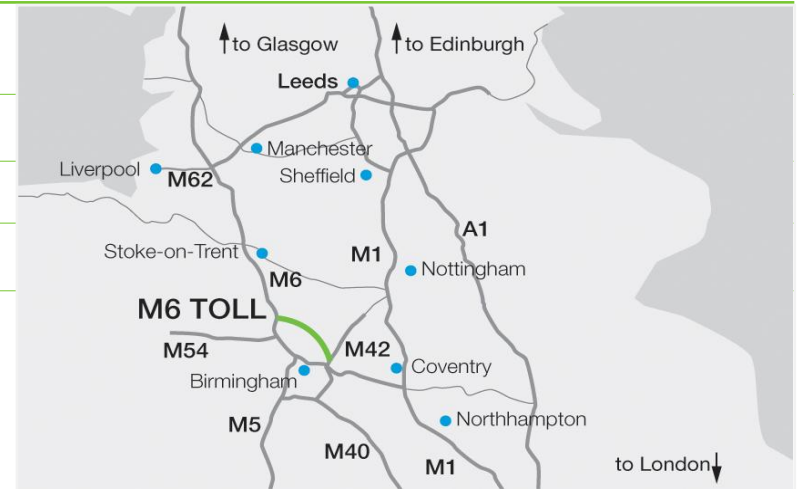 to Glasgow
to Edinburgh
Leeds
Manchester
Liverpool
M62
Sheffield
A1
Stoke-on-Trent
M1
Nottingham
M6
M6 TOLL
M54
M42
Coventry
Birmingham
M5
Northhampton
M40
M1
to London